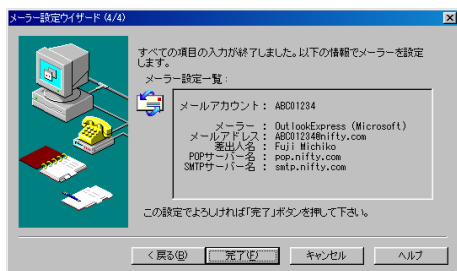 メーラー設定ウイザード (4/4)
すべての項目の入力が終了しました。以下の情報でメーラーを設定
します。
メーラー設定一覧:
メールアカウント: ABC01234
メーラー: OutlookExpress (Microsoft)
メールアドレス: ABC01234@nifty.com
差出人名: Fuji Michiko
POPサーバー名: pop.nifty.com
SMTPサーバー名: smtp.nifty.com
この設定でよろしければ「完了」ボタンを押して下さい。
< 戻る(B) 完了(F) キャンセル ヘルプ